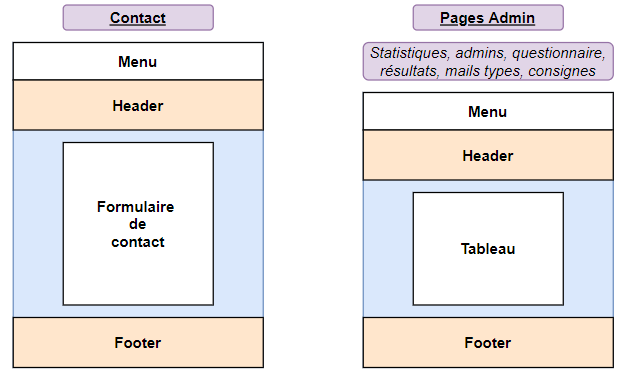 Contact
Menu
Header
Formulaire
de
contact
Footer
Pages Admin
Statistiques, admins, questionnaire,
résultats, mails types, consignes
Menu
Header
Tableau
Footer